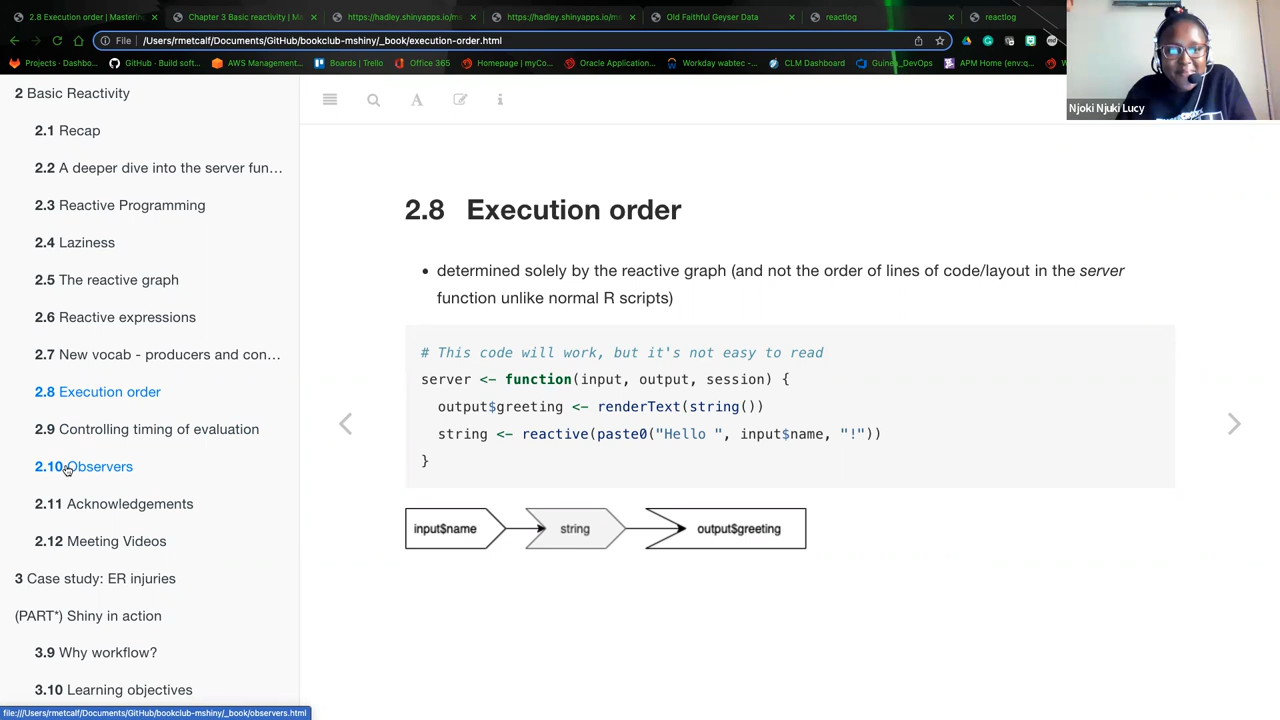 2.8 Execution order | Mastering
Chapter 3 Basic reactivity | Ma
https://hadley.shinyapps.io/ms
https://hadley.shinyapps.io/ms
Old Faithful Geyser Data
reactlog
reactlog
File
/Users/rmetcalf/Documents/GitHub/bookclub-mshiny/_book/execution-order.html
Projects · Dashbo...
GitHub · Build soft...
AWS Management...
Boards | Trello
Office 365
Homepage | myCo...
Oracle Application...
Workday wabtec -...
CLM Dashboard
Guinea_DevOps
APM Home (env:q...
Njoki Njuki Lucy
2 Basic Reactivity
2.1 Recap
2.2 A deeper dive into the server fun...
2.3 Reactive Programming
2.4 Laziness
2.5 The reactive graph
2.6 Reactive expressions
2.7 New vocab - producers and con...
2.8 Execution order
2.9 Controlling timing of evaluation
2.10 Observers
2.11 Acknowledgements
2.12 Meeting Videos
3 Case study: ER injuries
(PART*) Shiny in action
3.9 Why workflow?
3.10 Learning objectives
file:///Users/rmetcalf/Documents/GitHub/bookclub-mshiny/_book/observers.html
2.8 Execution order
• determined solely by the reactive graph (and not the order of lines of code/layout in the server
function unlike normal R scripts)
# This code will work, but it's not easy to read
server <- function(input, output, session) {
output$greeting <- renderText(string())
string <- reactive(paste0("Hello ", input$name, "!"))
}
input$name
string
output$greeting